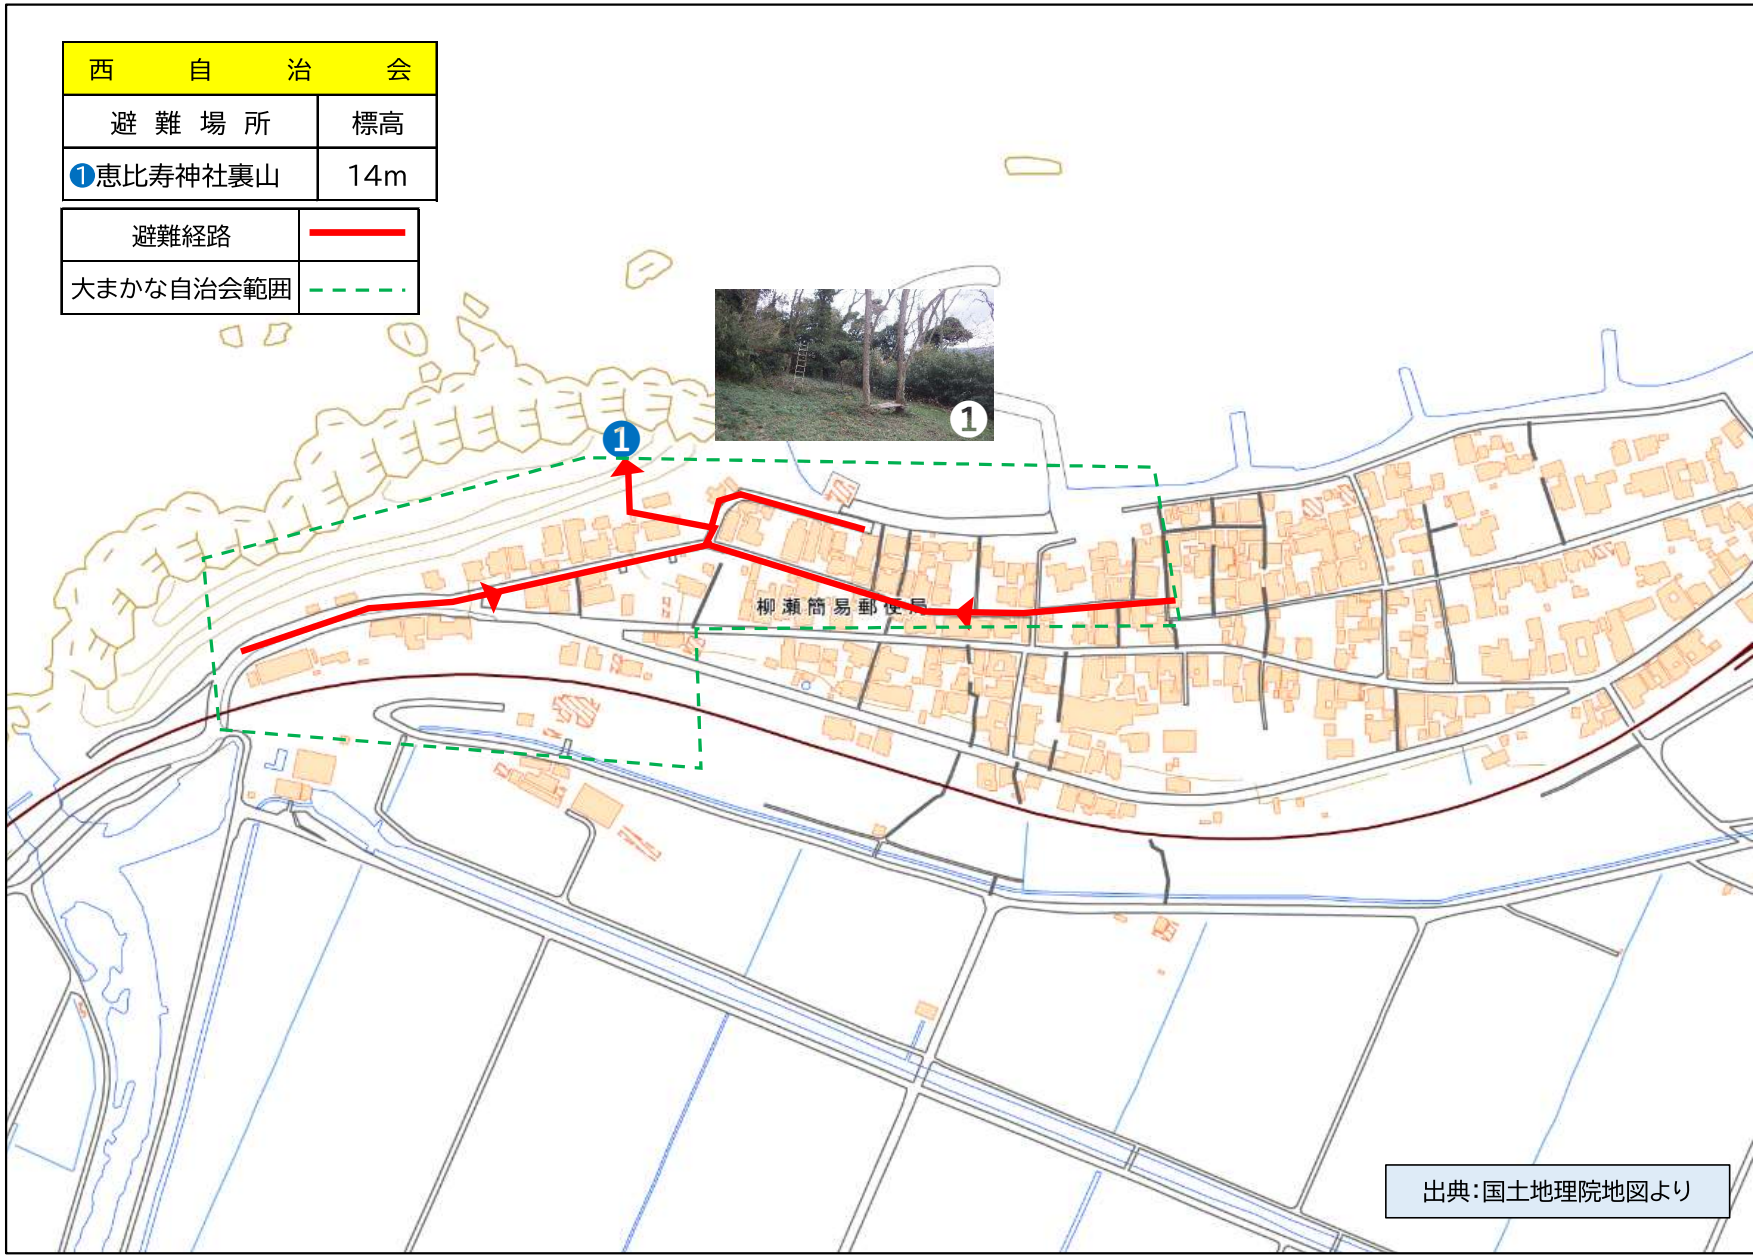 西自治会
避難場所 標高
❶恵比寿神社裏山 14m
避難経路
大まかな自治会範囲
1
1
柳瀬簡易郵便局
出典:国土地理院地図より